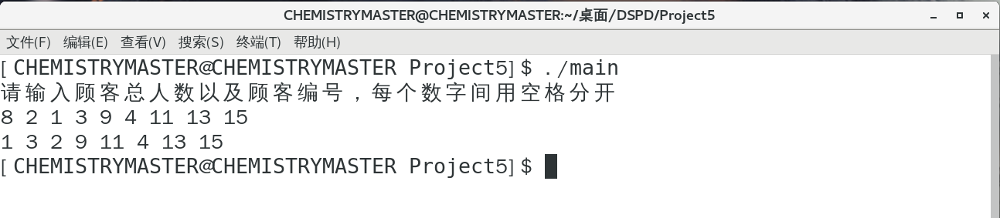 CHEMISTRYMASTER@CHEMISTRYMASTER:~/桌面/DSPD/Project5
文件(F) 编辑(E) 查看(V) 搜索(S) 终端(T) 帮助(H)
[CHEMISTRYMASTER@CHEMISTRYMASTER Project5]$ ./main
请输入顾客总人数以及顾客编号，每个数字间用空格分开
8 2 1 3 9 4 11 13 15
1 3 2 9 11 4 13 15
[CHEMISTRYMASTER@CHEMISTRYMASTER Project5]$